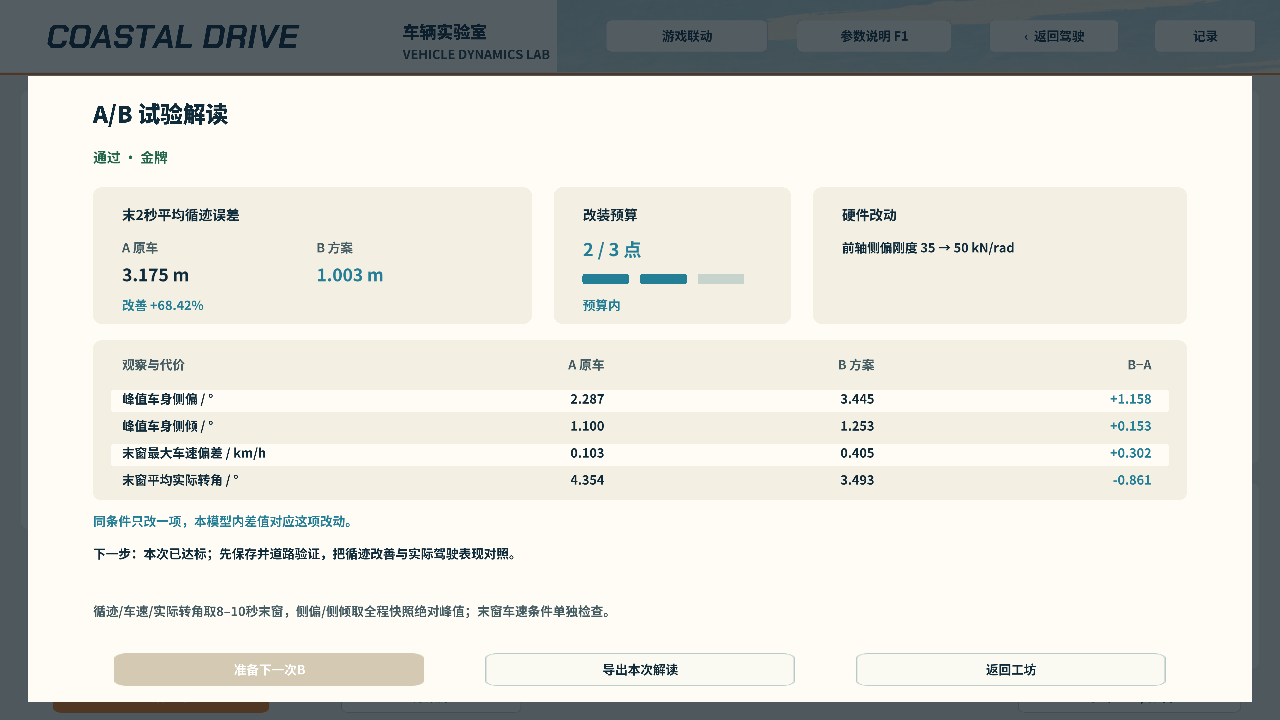 COASTAL DRIVE
车辆实验室
VEHICLE DYNAMICS LAB
游戏联动
参数说明 F1
‹ 返回驾驶
记录
A/B 试验解读
通过 · 金牌
末2秒平均循迹误差
A 原车
B 方案
3.175 m
1.003 m
改善 +68.42%
改装预算
2 / 3 点
预算内
硬件改动
前轴侧偏刚度 35 → 50 kN/rad
观察与代价 A 原车 B 方案 B−A
峰值车身侧偏 / ° 2.287 3.445 +1.158
峰值车身侧倾 / ° 1.100 1.253 +0.153
末窗最大车速偏差 / km/h 0.103 0.405 +0.302
末窗平均实际转角 / ° 4.354 3.493 -0.861
同条件只改一项，本模型内差值对应这项改动。
下一步：本次已达标；先保存并道路验证，把循迹改善与实际驾驶表现对照。
循迹/车速/实际转角取8–10秒末窗，侧偏/侧倾取全程快照绝对峰值；末窗车速条件单独检查。
准备下一次B
导出本次解读
返回工坊